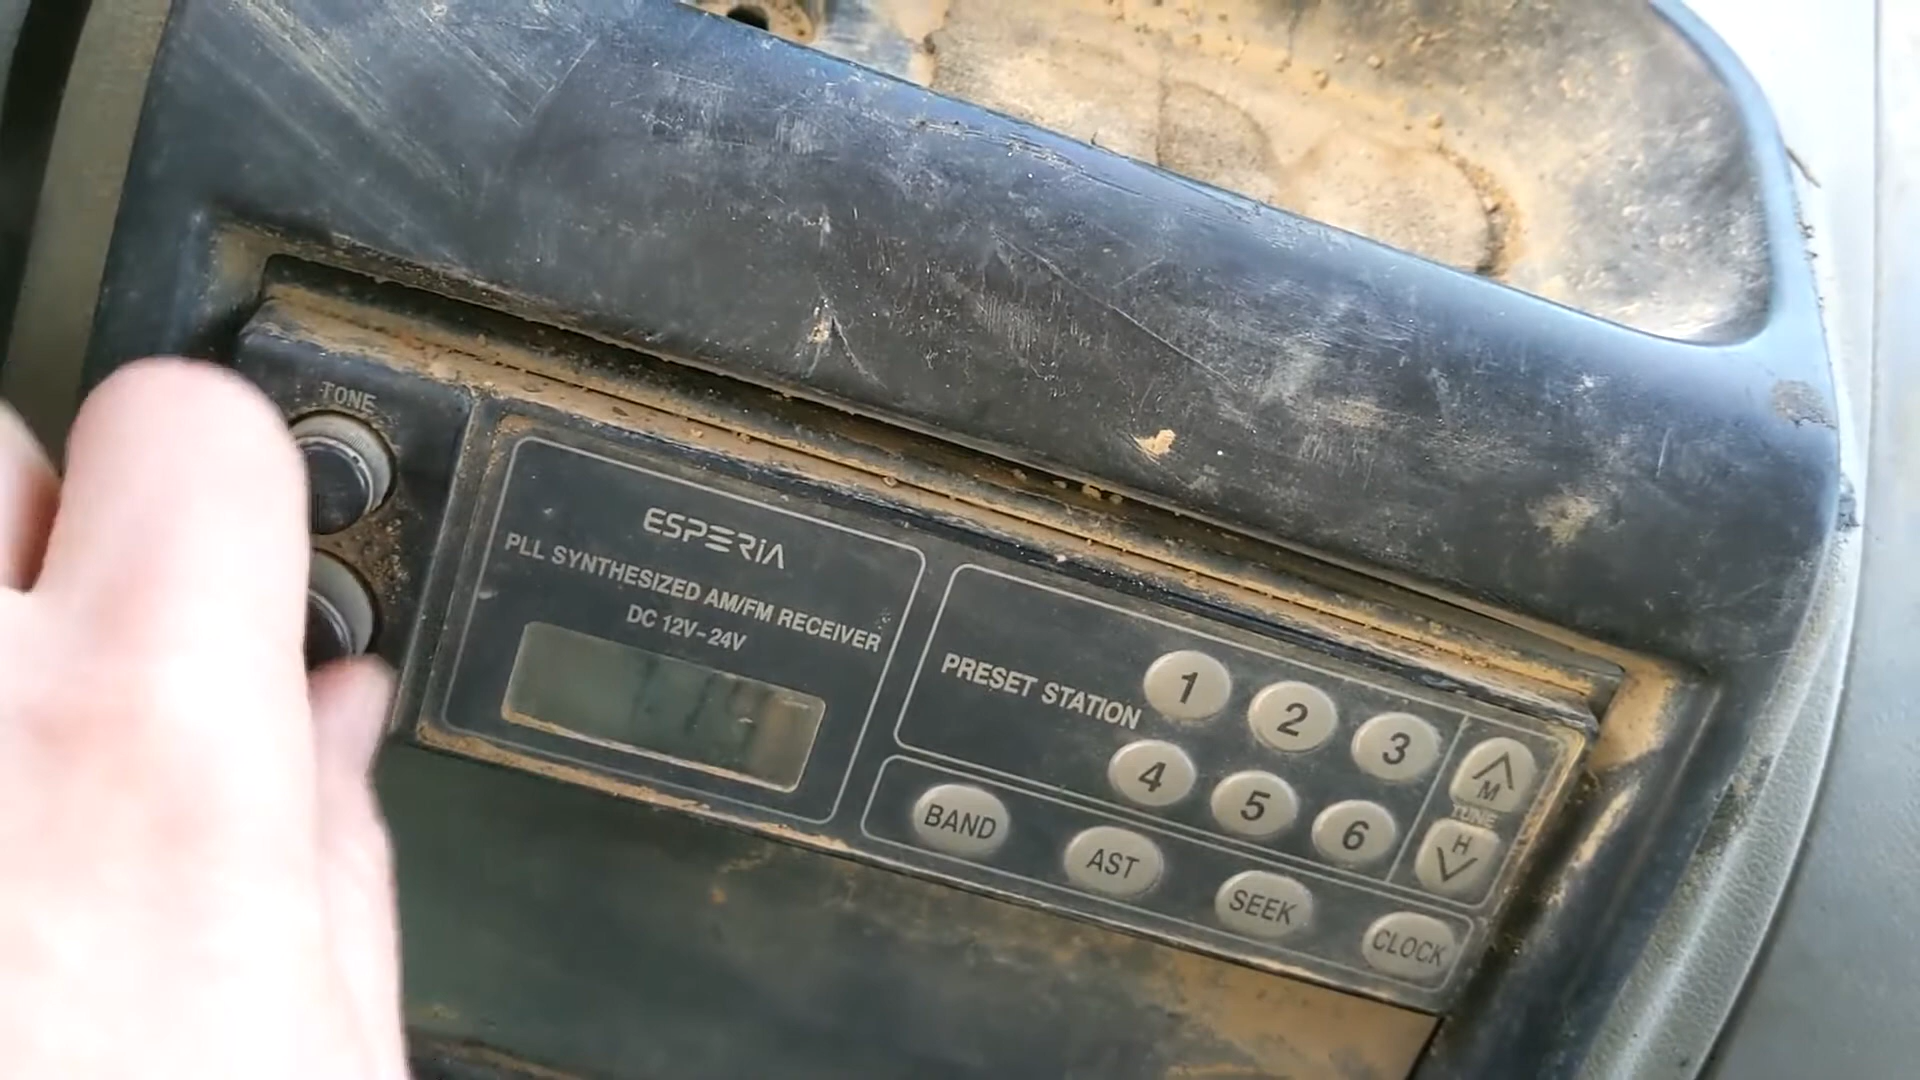 TONE
ESPERiA
PLL SYNTHESIZED AM/FM RECEIVER
DC 12V-24V
PRESET STATION
1 2 3
4 5 6
M
TUNE
H
BAND AST SEEK CLOCK